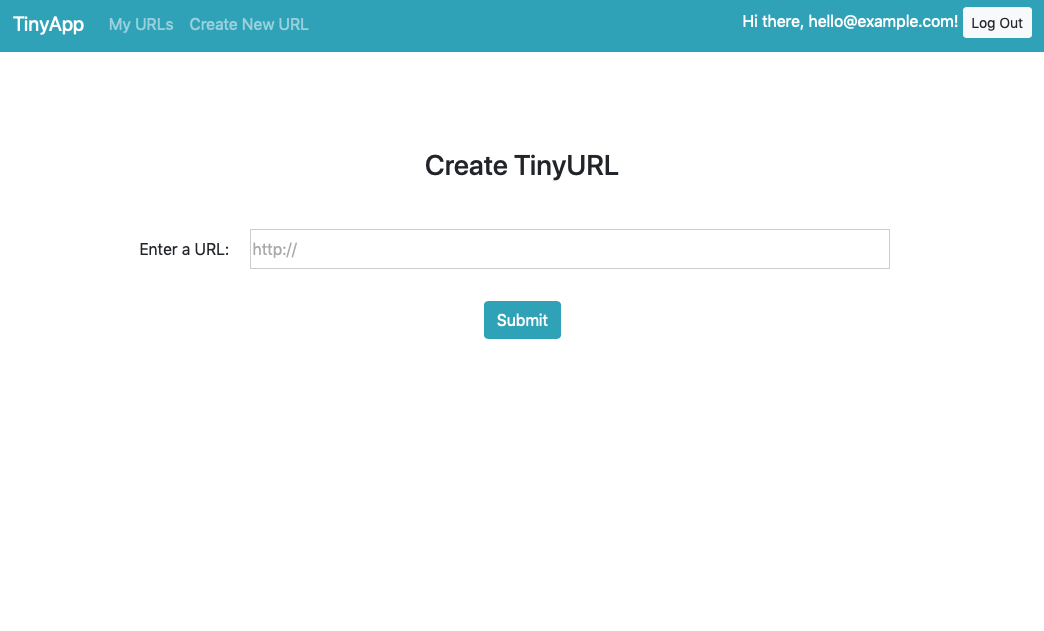 TinyApp My URLs Create New URL Hi there, hello@example.com! Log Out
Create TinyURL
Enter a URL: http://
Submit